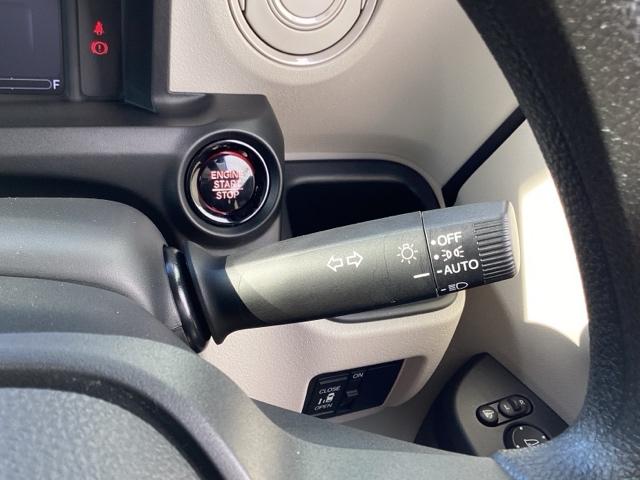 F
ENGINE
START
STOP
OFF
AUTO
ON
CLOSE
OPEN
L R